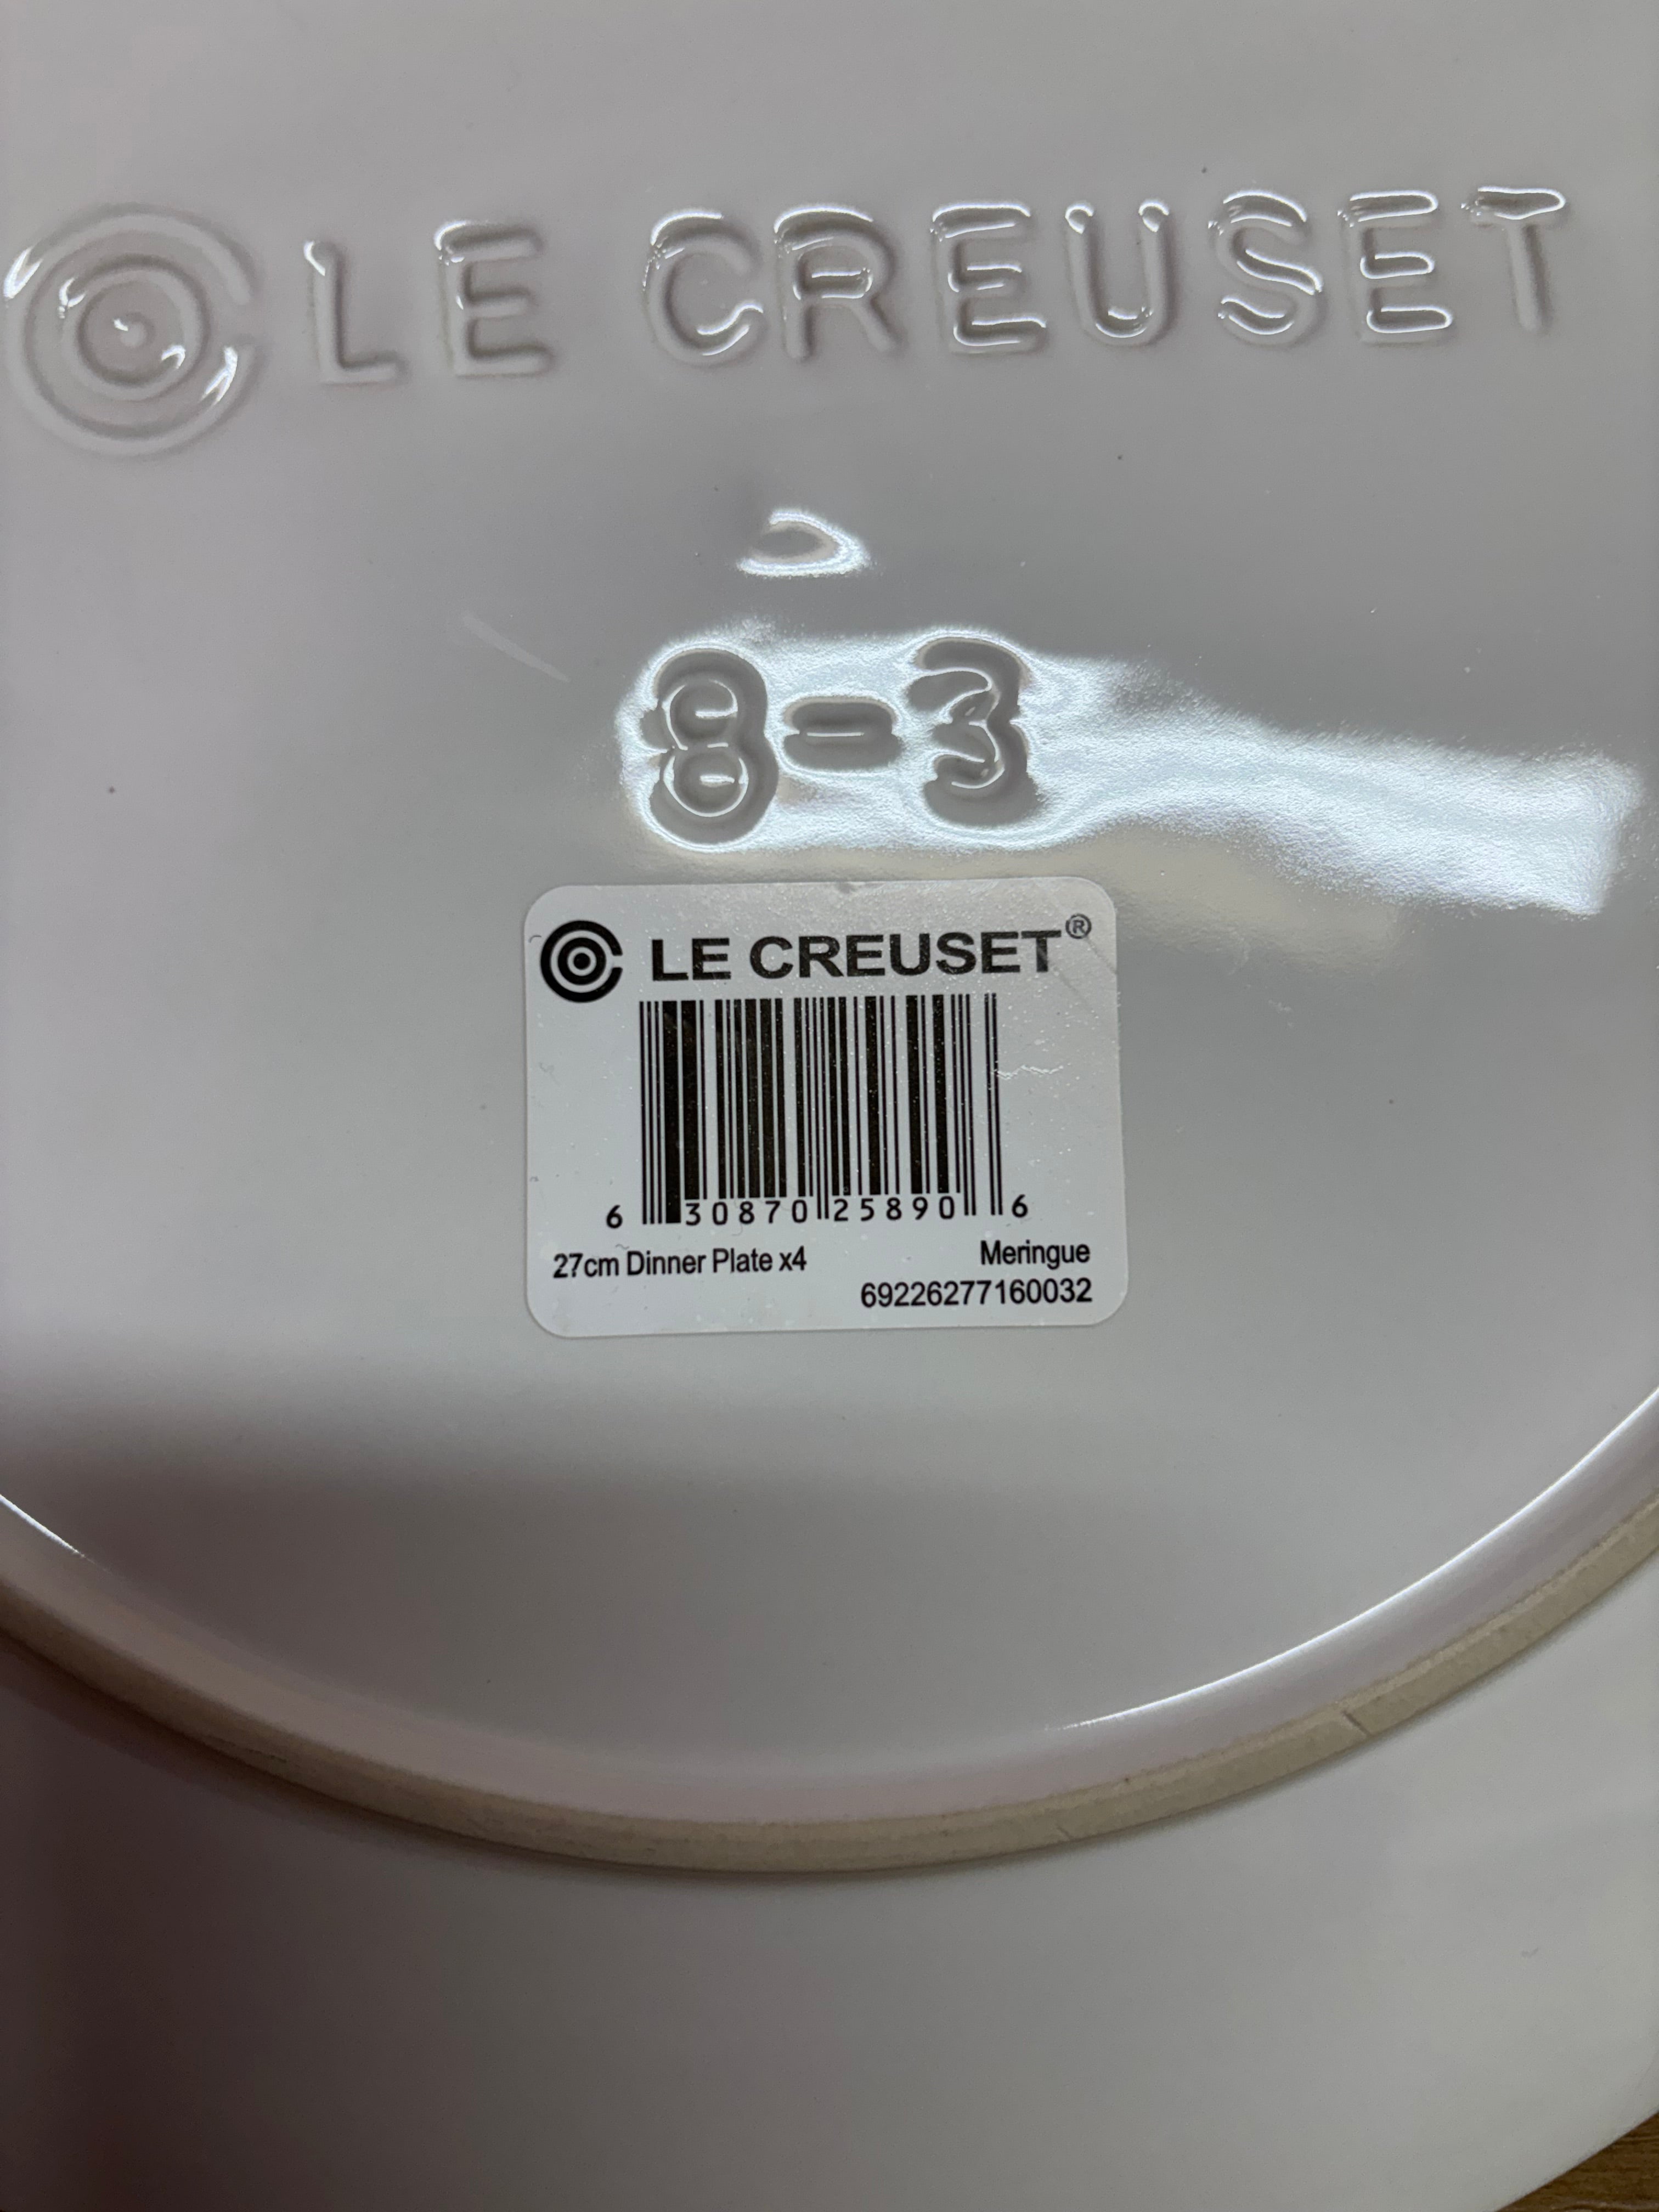 LE CREUSET
8-3
LE CREUSET®
6 30870 25890 6
27cm Dinner Plate x4 Meringue
69226277160032